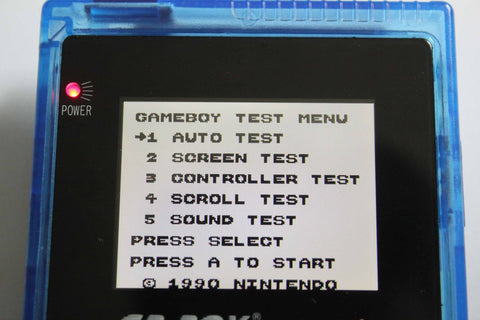 POWER
GAMEBOY TEST MENU
→1 AUTO TEST
2 SCREEN TEST
3 CONTROLLER TEST
4 SCROLL TEST
5 SOUND TEST
PRESS SELECT
PRESS A TO START
© 1990 NINTENDO